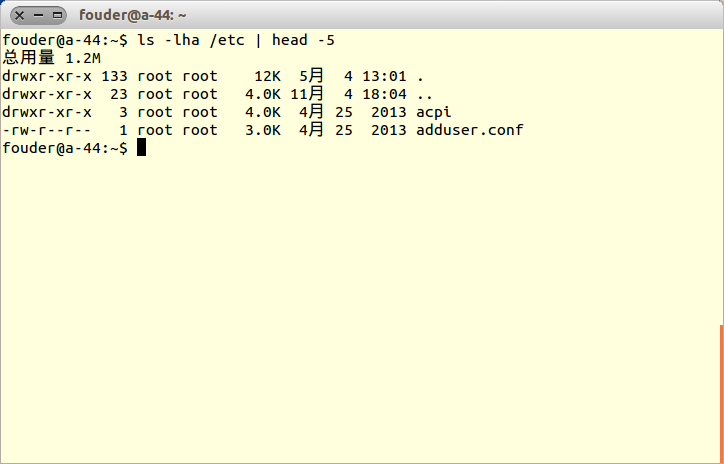 fouder@a-44: ~
fouder@a-44:~$ ls -lha /etc | head -5
总用量 1.2M
drwxr-xr-x 133 root root    12K  5月  4 13:01 .
drwxr-xr-x  23 root root   4.0K 11月  4 18:04 ..
drwxr-xr-x   3 root root   4.0K  4月 25  2013 acpi
-rw-r--r--   1 root root   3.0K  4月 25  2013 adduser.conf
fouder@a-44:~$